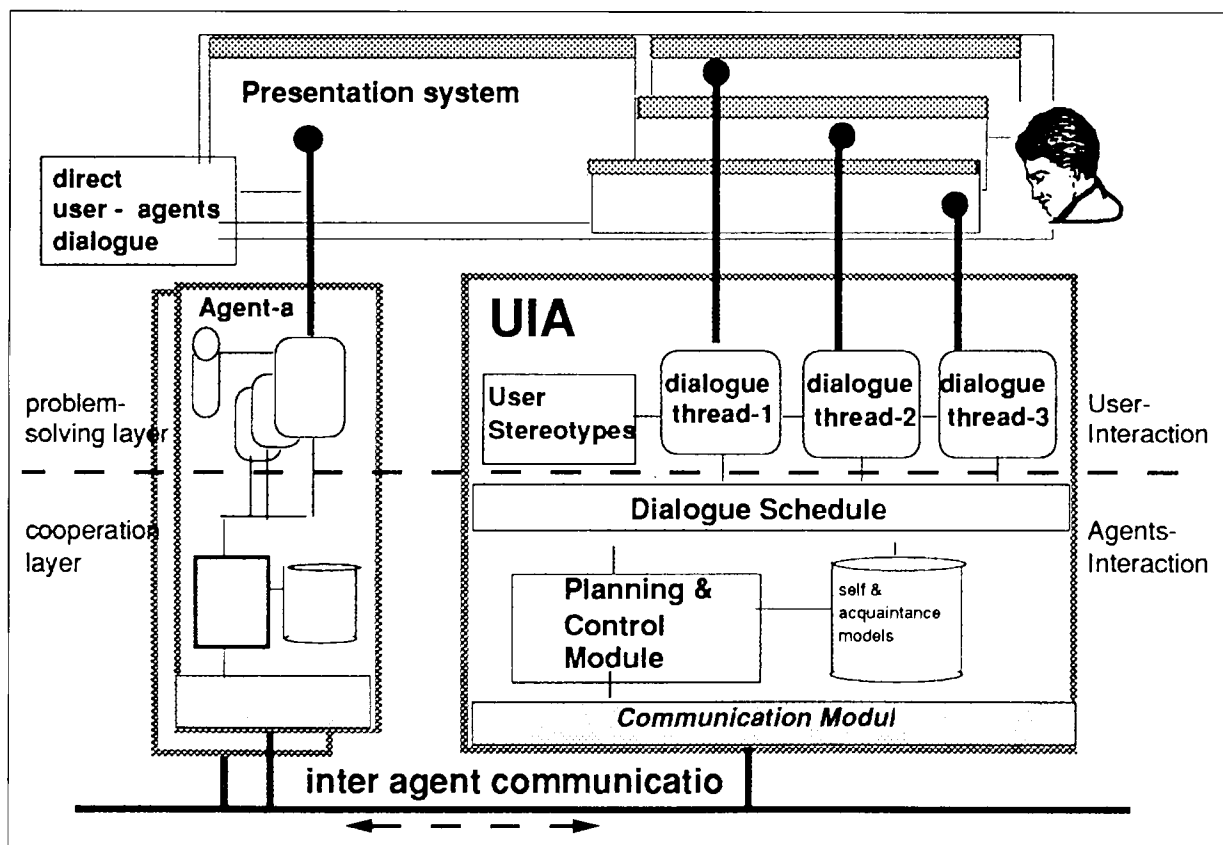 Presentation system
direct
user - agents
dialogue
Agent-a
UIA
problem-
solving layer
User
Stereotypes
dialogue
thread-1
dialogue
thread-2
dialogue
thread-3
User-
Interaction
cooperation
layer
Dialogue Schedule
Agents-
Interaction
Planning &
Control
Module
self &
acquaintance
models
Communication Modul
inter agent communicatio